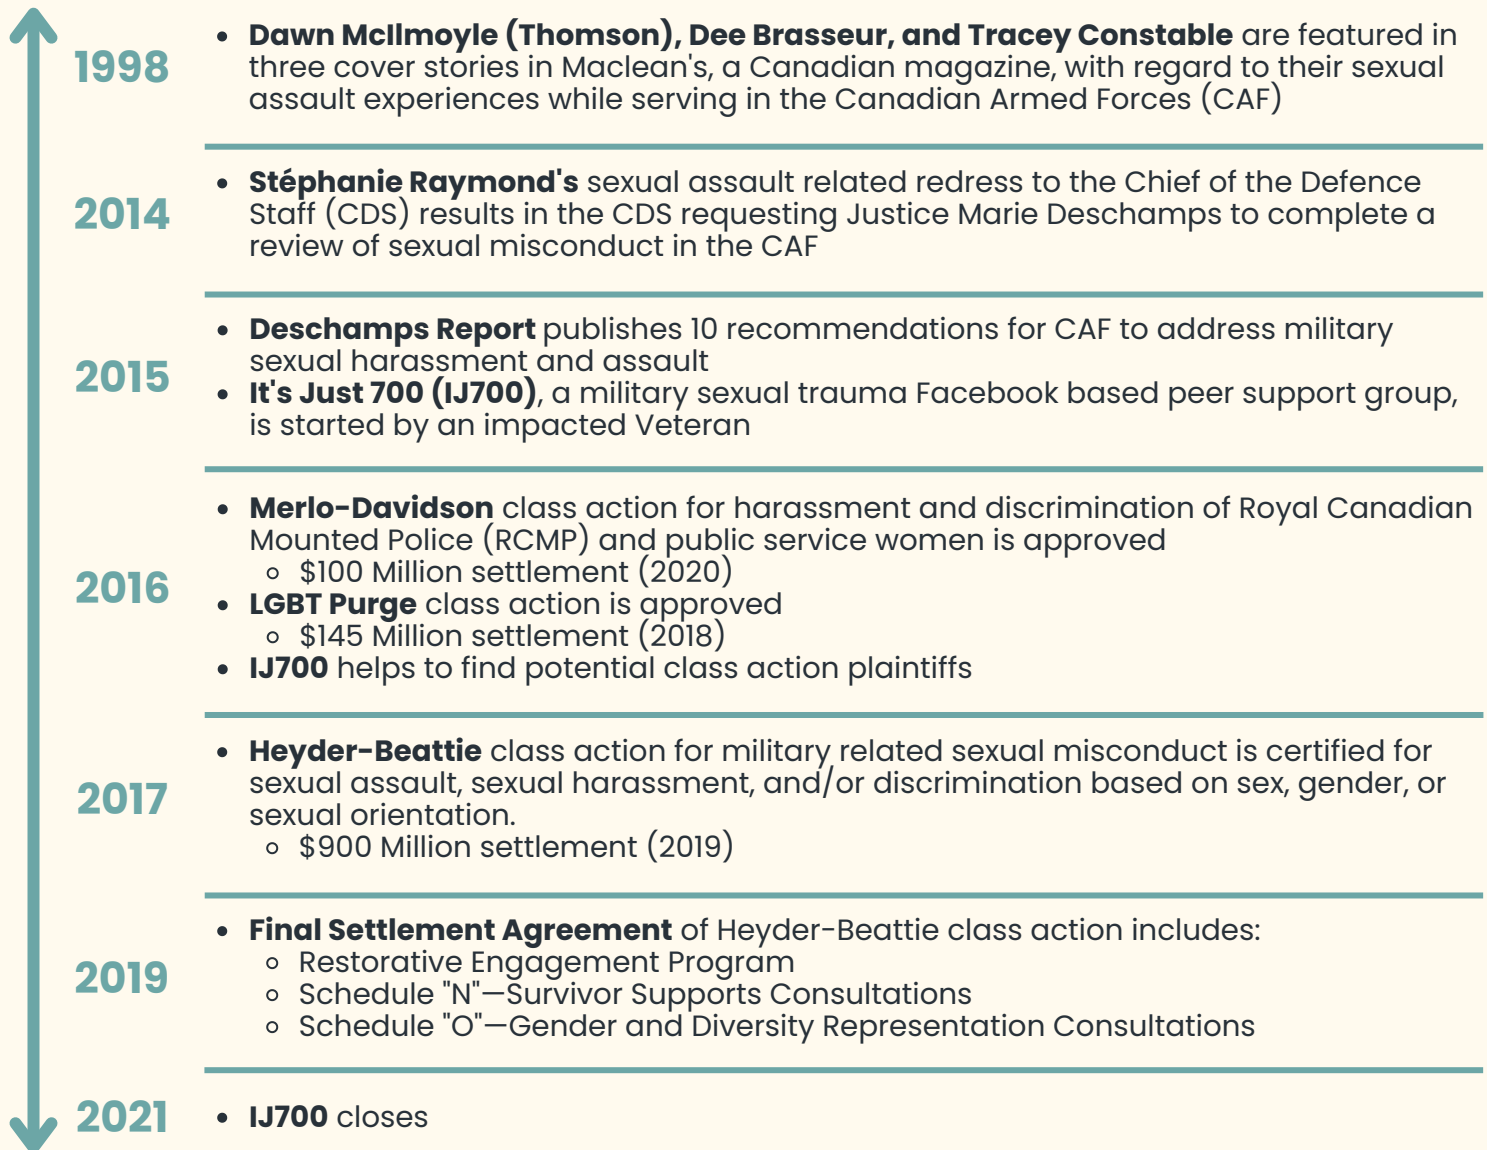 1998
• Dawn McIlmoyle (Thomson), Dee Brasseur, and Tracey Constable are featured in
three cover stories in Maclean's, a Canadian magazine, with regard to their sexual
assault experiences while serving in the Canadian Armed Forces (CAF)
2014
• Stéphanie Raymond's sexual assault related redress to the Chief of the Defence
Staff (CDS) results in the CDS requesting Justice Marie Deschamps to complete a
review of sexual misconduct in the CAF
2015
• Deschamps Report publishes 10 recommendations for CAF to address military
sexual harassment and assault
• It's Just 700 (IJ700), a military sexual trauma Facebook based peer support group,
is started by an impacted Veteran
2016
• Merlo-Davidson class action for harassment and discrimination of Royal Canadian
Mounted Police (RCMP) and public service women is approved
◦ $100 Million settlement (2020)
• LGBT Purge class action is approved
◦ $145 Million settlement (2018)
• IJ700 helps to find potential class action plaintiffs
2017
• Heyder-Beattie class action for military related sexual misconduct is certified for
sexual assault, sexual harassment, and/or discrimination based on sex, gender, or
sexual orientation.
◦ $900 Million settlement (2019)
2019
• Final Settlement Agreement of Heyder-Beattie class action includes:
◦ Restorative Engagement Program
◦ Schedule "N"—Survivor Supports Consultations
◦ Schedule "O"—Gender and Diversity Representation Consultations
2021
• IJ700 closes